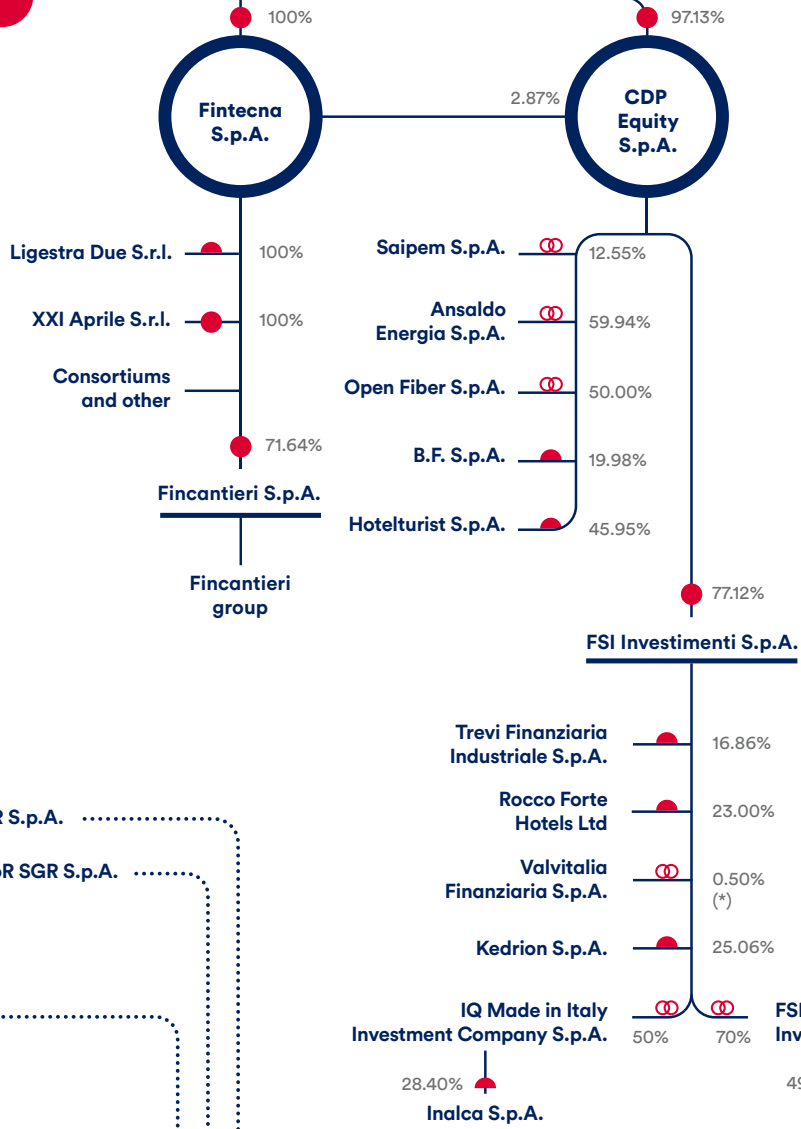 100%
97.13%
Fintecna
S.p.A.
2.87%
CDP
Equity
S.p.A.
Ligestra Due S.r.l.
100%
XXI Aprile S.r.l.
100%
Consortiums
and other
71.64%
Fincantieri S.p.A.
Fincantieri
group
Saipem S.p.A.
12.55%
Ansaldo
Energia S.p.A.
59.94%
Open Fiber S.p.A.
50.00%
B.F. S.p.A.
19.98%
Hotelturist S.p.A.
45.95%
77.12%
FSI Investimenti S.p.A.
Trevi Finanziaria
Industriale S.p.A.
16.86%
Rocco Forte
Hotels Ltd
23.00%
Valvitalia
Finanziaria S.p.A.
0.50%
(*)
Kedrion S.p.A.
25.06%
IQ Made in Italy
Investment Company S.p.A.
50%
70%
FSI
28.40%
Inalca S.p.A.
S.p.A.
SGR S.p.A.